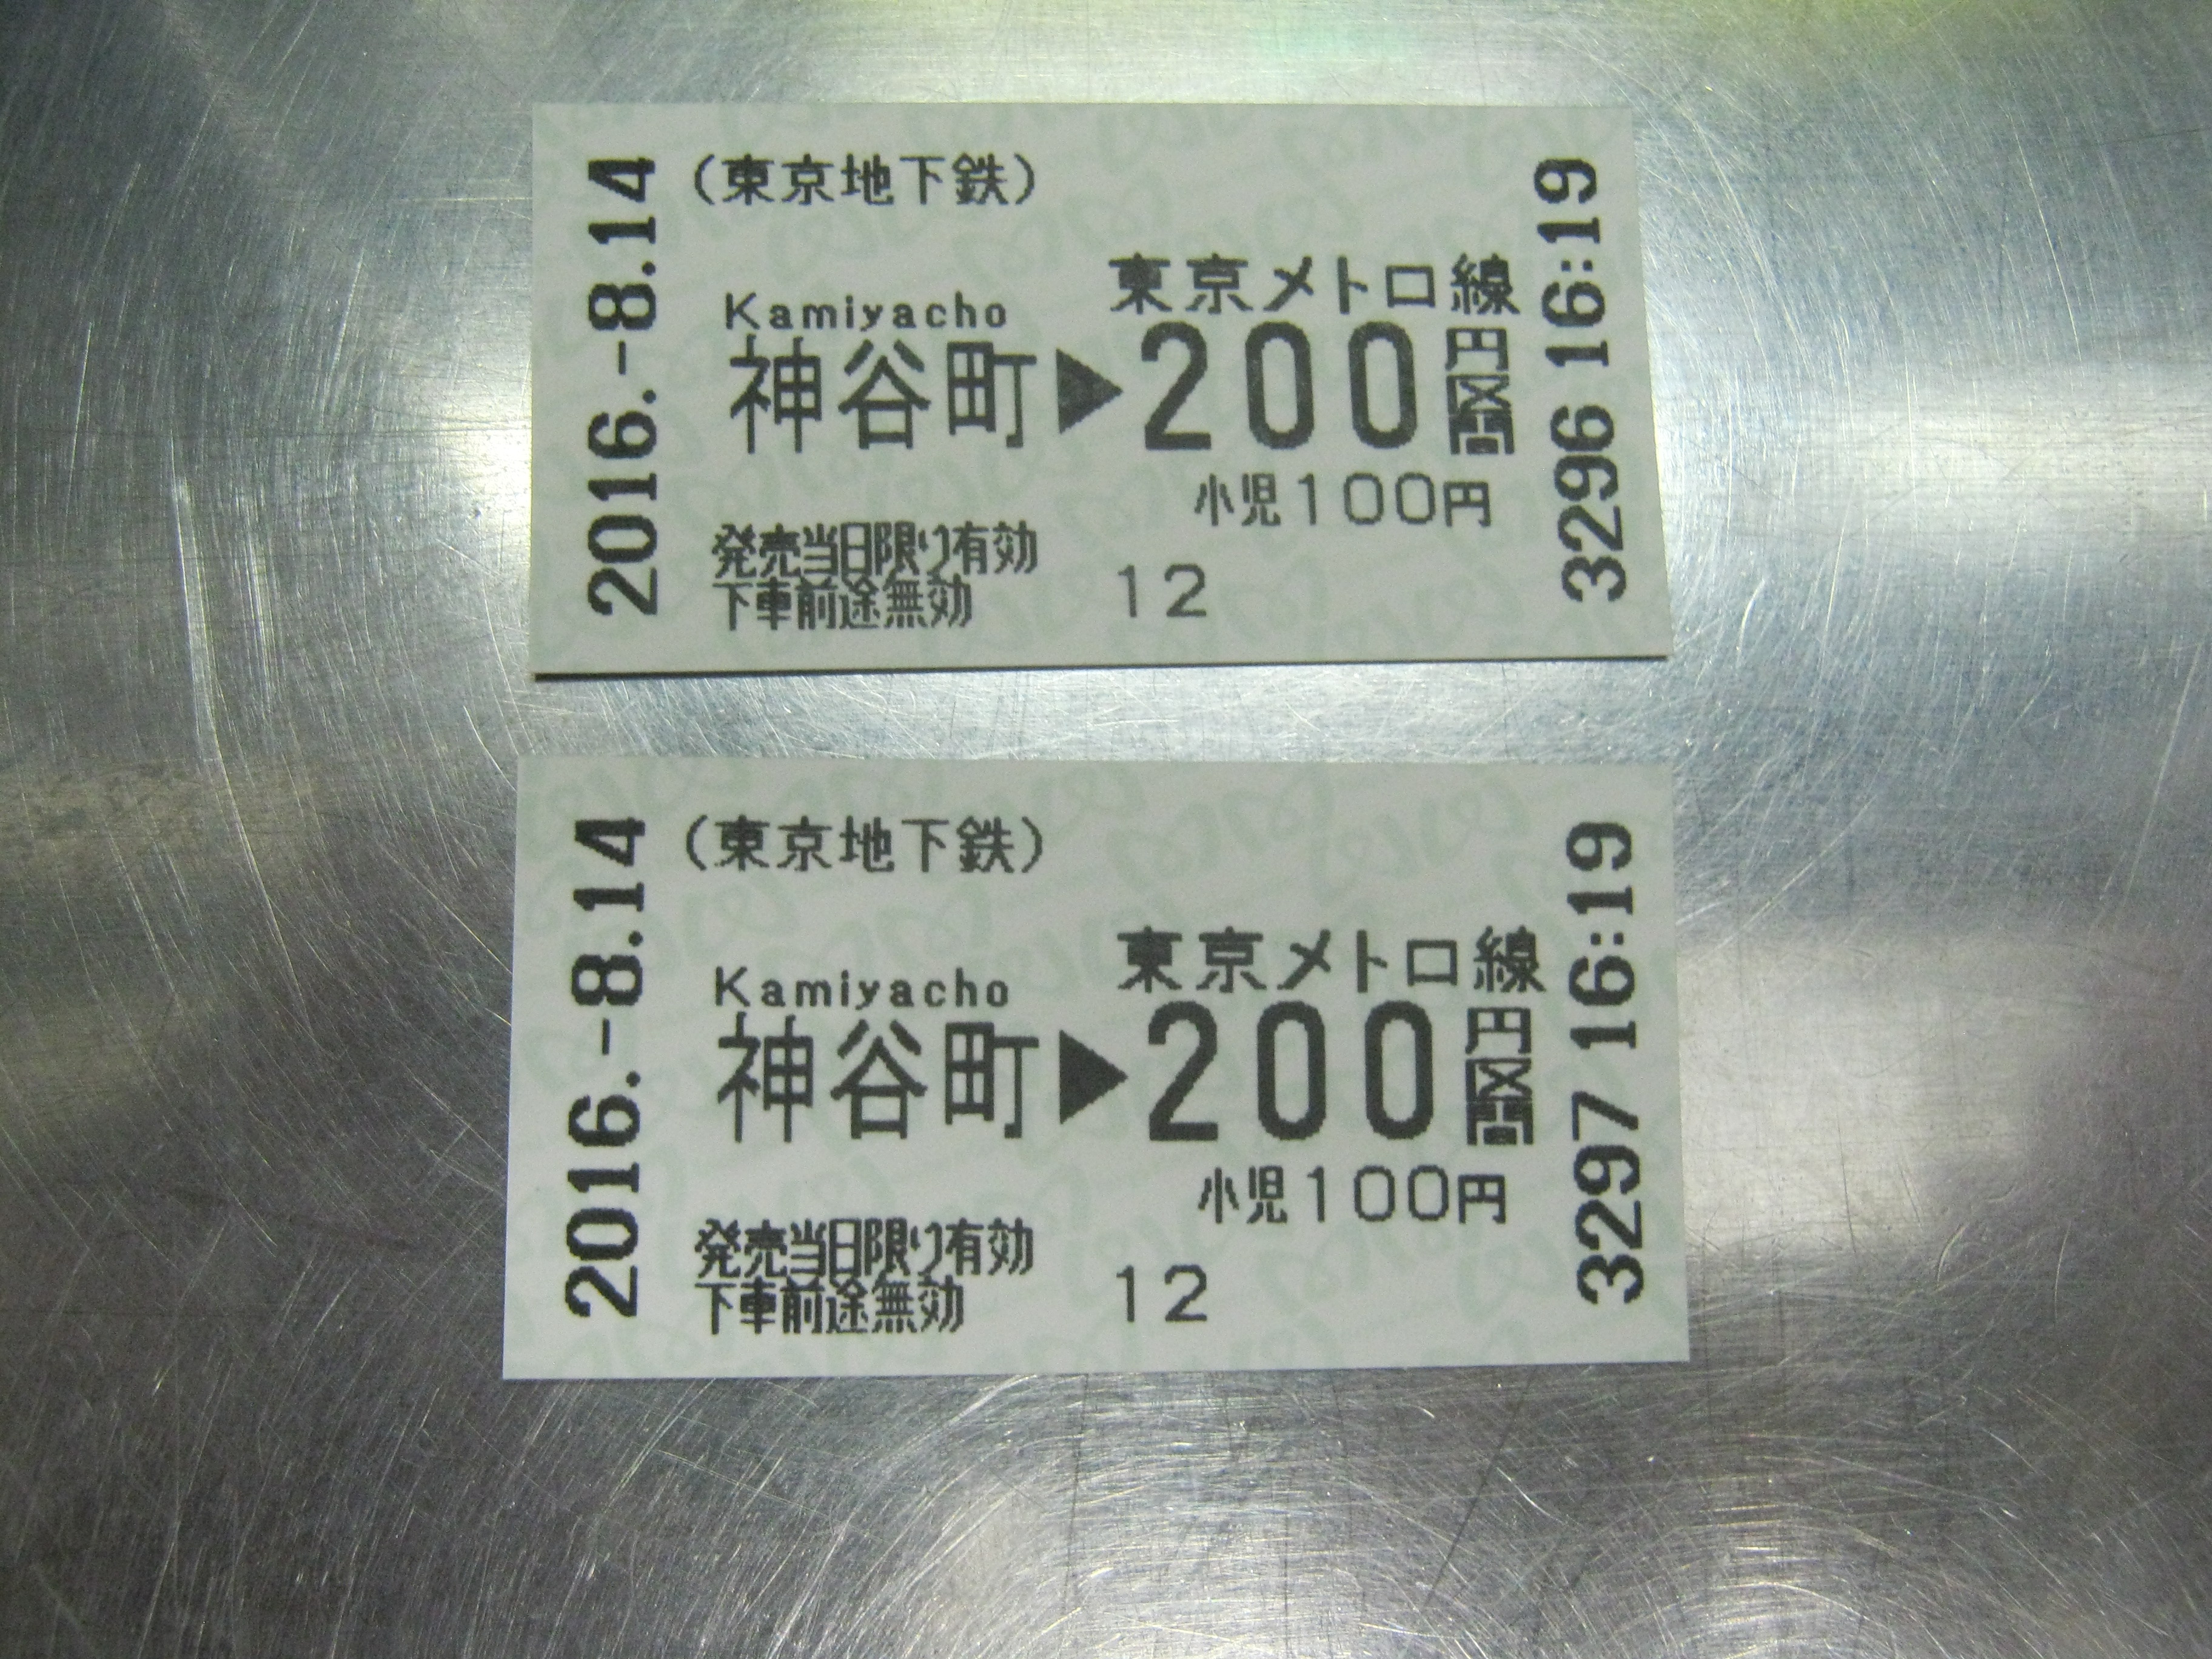 2016.-8.14
(東京地下鉄)
東京メトロ線
Kamiyacho
神谷町▶200円区間
小児100円
発売当日限り有効
下車前途無効
12
3296 16:19
2016.-8.14
(東京地下鉄)
東京メトロ線
Kamiyacho
神谷町▶200円区間
小児100円
発売当日限り有効
下車前途無効
12
3297 16:19